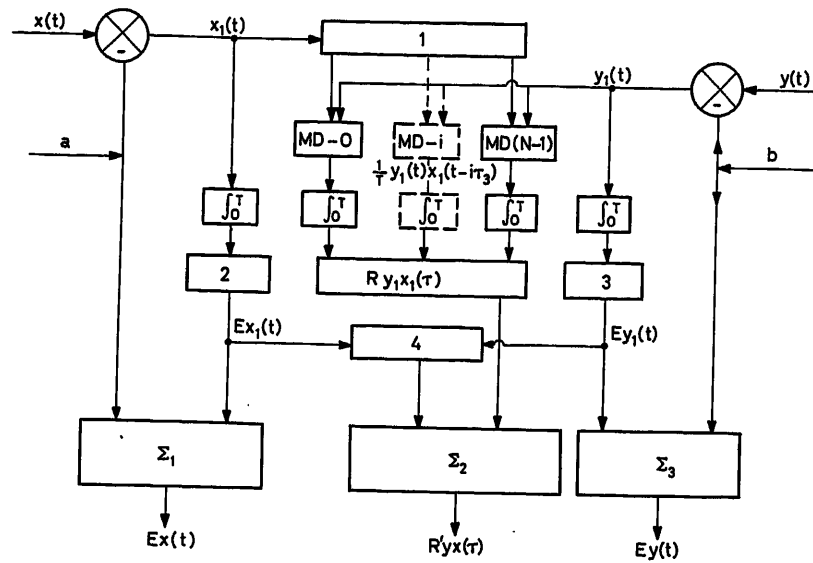 x(t) x₁(t) 1 y₁(t) y(t)
- -
a MD-0 MD-i MD(N-1) b
1/T y₁(t) x₁(t-iτ₃)
∫₀ᵀ ∫₀ᵀ ∫₀ᵀ ∫₀ᵀ ∫₀ᵀ
2 R y₁x₁(τ) 3
Ex₁(t) 4 Ey₁(t)
Σ₁ Σ₂ Σ₃
Ex(t) R'yx(τ) Ey(t)